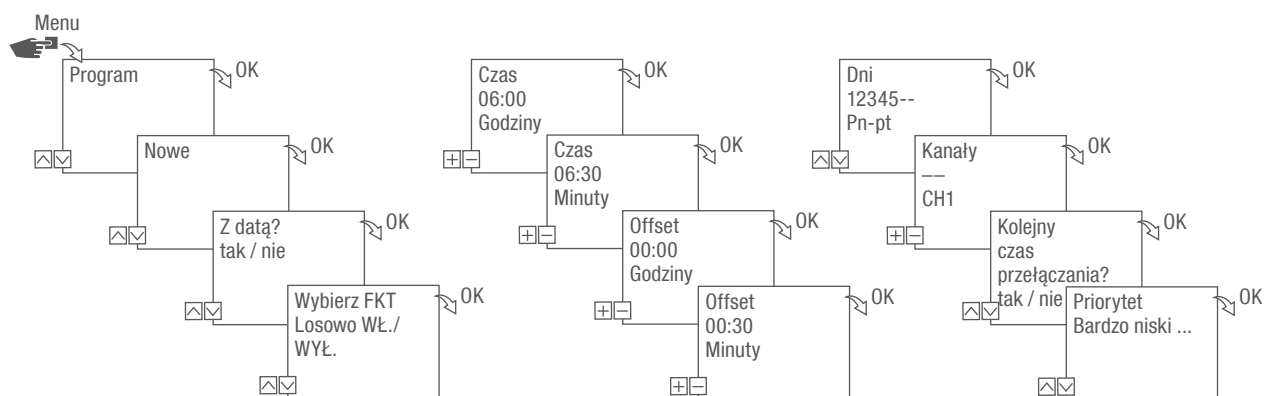 Menu
Program
OK
Nowe
OK
Z datą?
tak / nie
OK
Wybierz FKT
Losowo WŁ./
WYŁ.
OK
Czas
06:00
Godziny
OK
Czas
06:30
Minuty
OK
Offset
00:00
Godziny
OK
Offset
00:30
Minuty
OK
Dni
12345--
Pn-pt
OK
Kanały
——
CH1
OK
Kolejny
czas
przełączania?
tak / nie
OK
Priorytet
Bardzo niski ...
OK